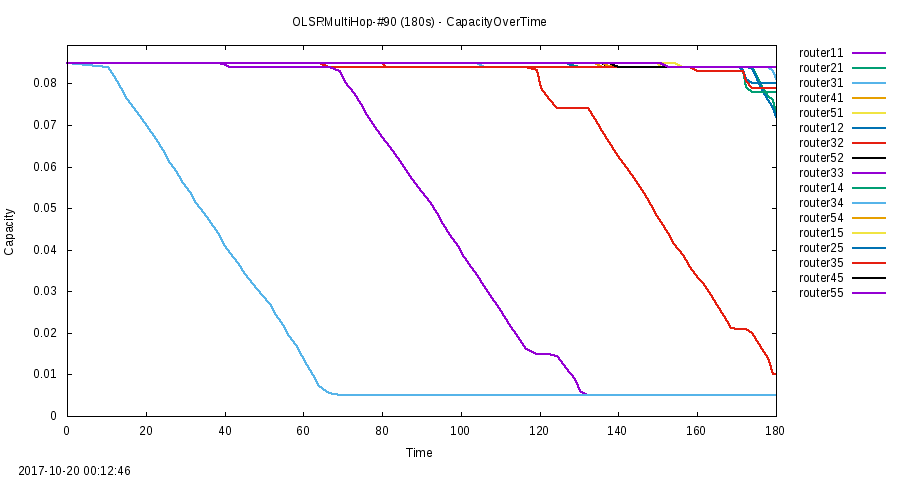 OLSRMultiHop-#90 (180s) - CapacityOverTime
router11
router21
router31
router41
router51
router12
router32
router52
router33
router14
router34
router54
router15
router25
router35
router45
router55
0.08
0.07
0.06
0.05
0.04
0.03
0.02
0.01
0
Capacity
0 20 40 60 80 100 120 140 160 180
Time
2017-10-20 00:12:46